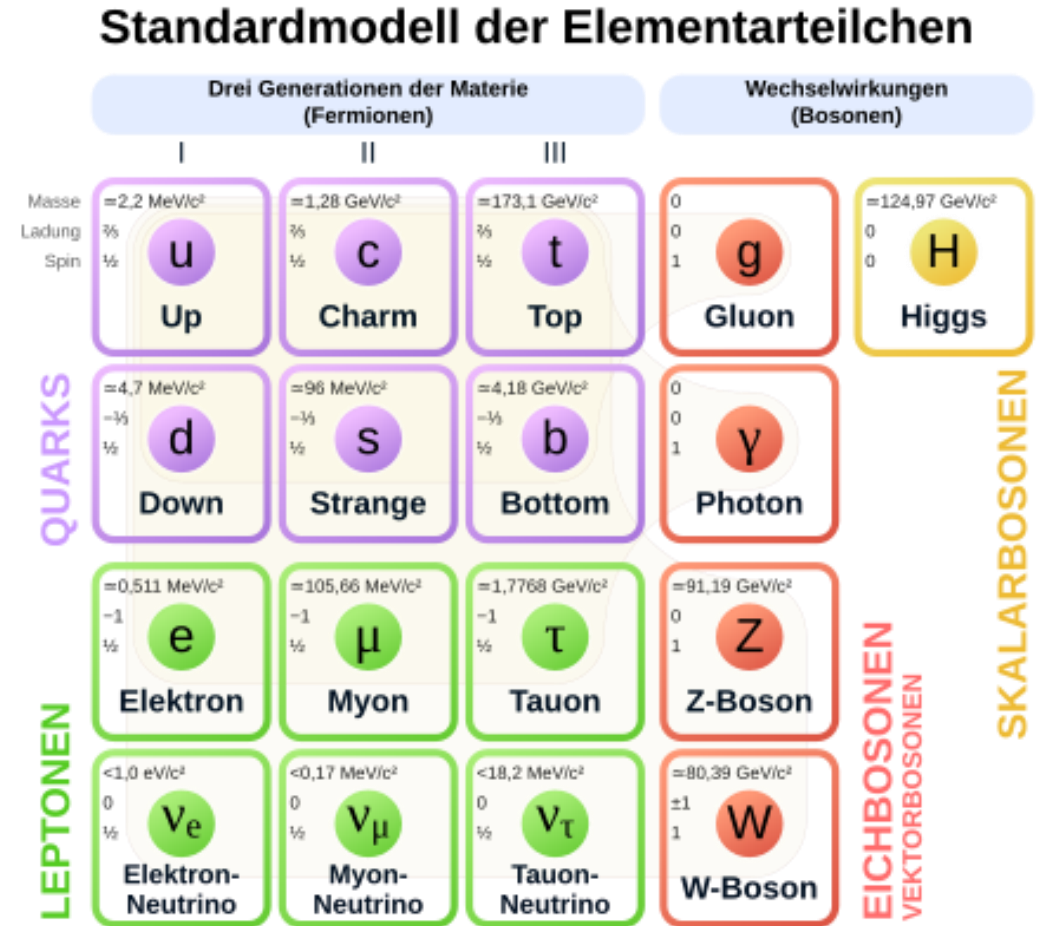 Standardmodell der Elementarteilchen
Drei Generationen der Materie
(Fermionen)
Wechselwirkungen
(Bosonen)
I
II
III
Masse
Ladung
Spin
≃2,2 MeV/c²
⅔
½
u
Up
≃1,28 GeV/c²
⅔
½
c
Charm
≃173,1 GeV/c²
⅔
½
t
Top
0
0
1
g
Gluon
≃124,97 GeV/c²
0
0
H
Higgs
QUARKS
≃4,7 MeV/c²
−⅓
½
d
Down
≃96 MeV/c²
−⅓
½
s
Strange
≃4,18 GeV/c²
−⅓
½
b
Bottom
0
0
1
γ
Photon
SKALARBOSONEN
LEPTONEN
≃0,511 MeV/c²
−1
½
e
Elektron
≃105,66 MeV/c²
−1
½
μ
Myon
≃1,7768 GeV/c²
−1
½
τ
Tauon
≃91,19 GeV/c²
0
1
Z
Z-Boson
EICHBOSONEN
VEKTORBOSONEN
<1,0 eV/c²
0
½
νe
Elektron-
Neutrino
<0,17 MeV/c²
0
½
νμ
Myon-
Neutrino
<18,2 MeV/c²
0
½
ντ
Tauon-
Neutrino
≃80,39 GeV/c²
±1
1
W
W-Boson